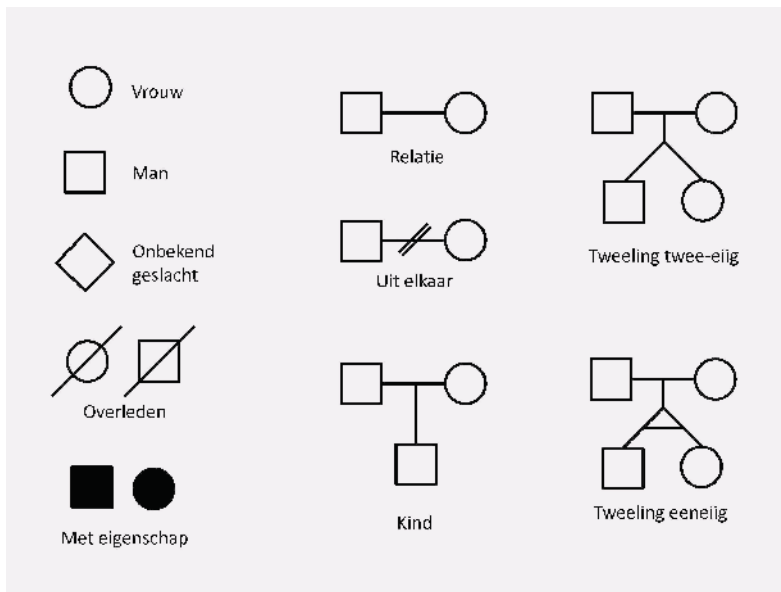 Vrouw
Man
Onbekend
geslacht
Overleden
Met eigenschap
Relatie
Uit elkaar
Kind
Tweeling twee-eiig
Tweeling eeneiig